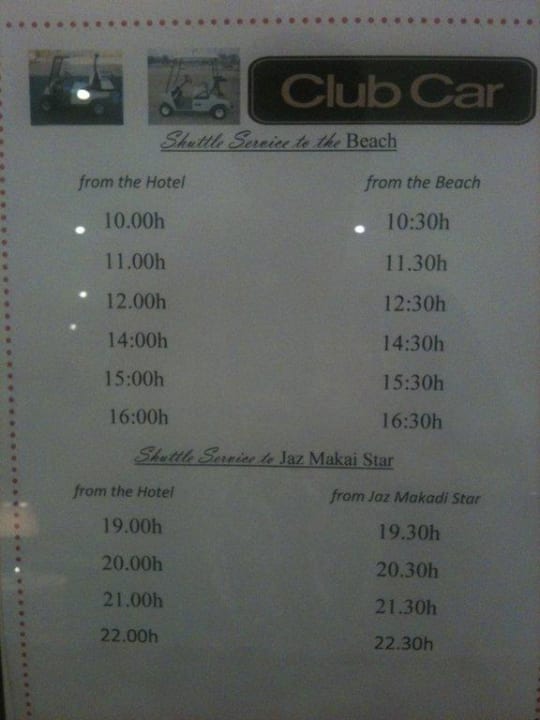 Club Car
Shuttle Service to the Beach
from the Hotel from the Beach
10.00h 10:30h
11.00h 11.30h
12.00h 12:30h
14:00h 14:30h
15:00h 15:30h
16:00h 16:30h
Shuttle Service to Jaz Makai Star
from the Hotel from Jaz Makadi Star
19.00h 19.30h
20.00h 20.30h
21.00h 21.30h
22.00h 22.30h